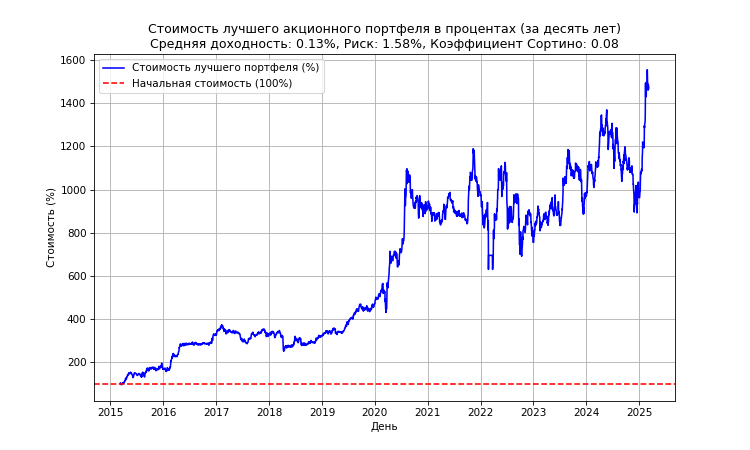 Стоимость лучшего акционного портфеля в процентах (за десять лет)
Средняя доходность: 0.13%, Риск: 1.58%, Коэффициент Сортино: 0.08
Стоимость лучшего портфеля (%)
Начальная стоимость (100%)
Стоимость (%)
1600
1400
1200
1000
800
600
400
200
2015 2016 2017 2018 2019 2020 2021 2022 2023 2024 2025
День